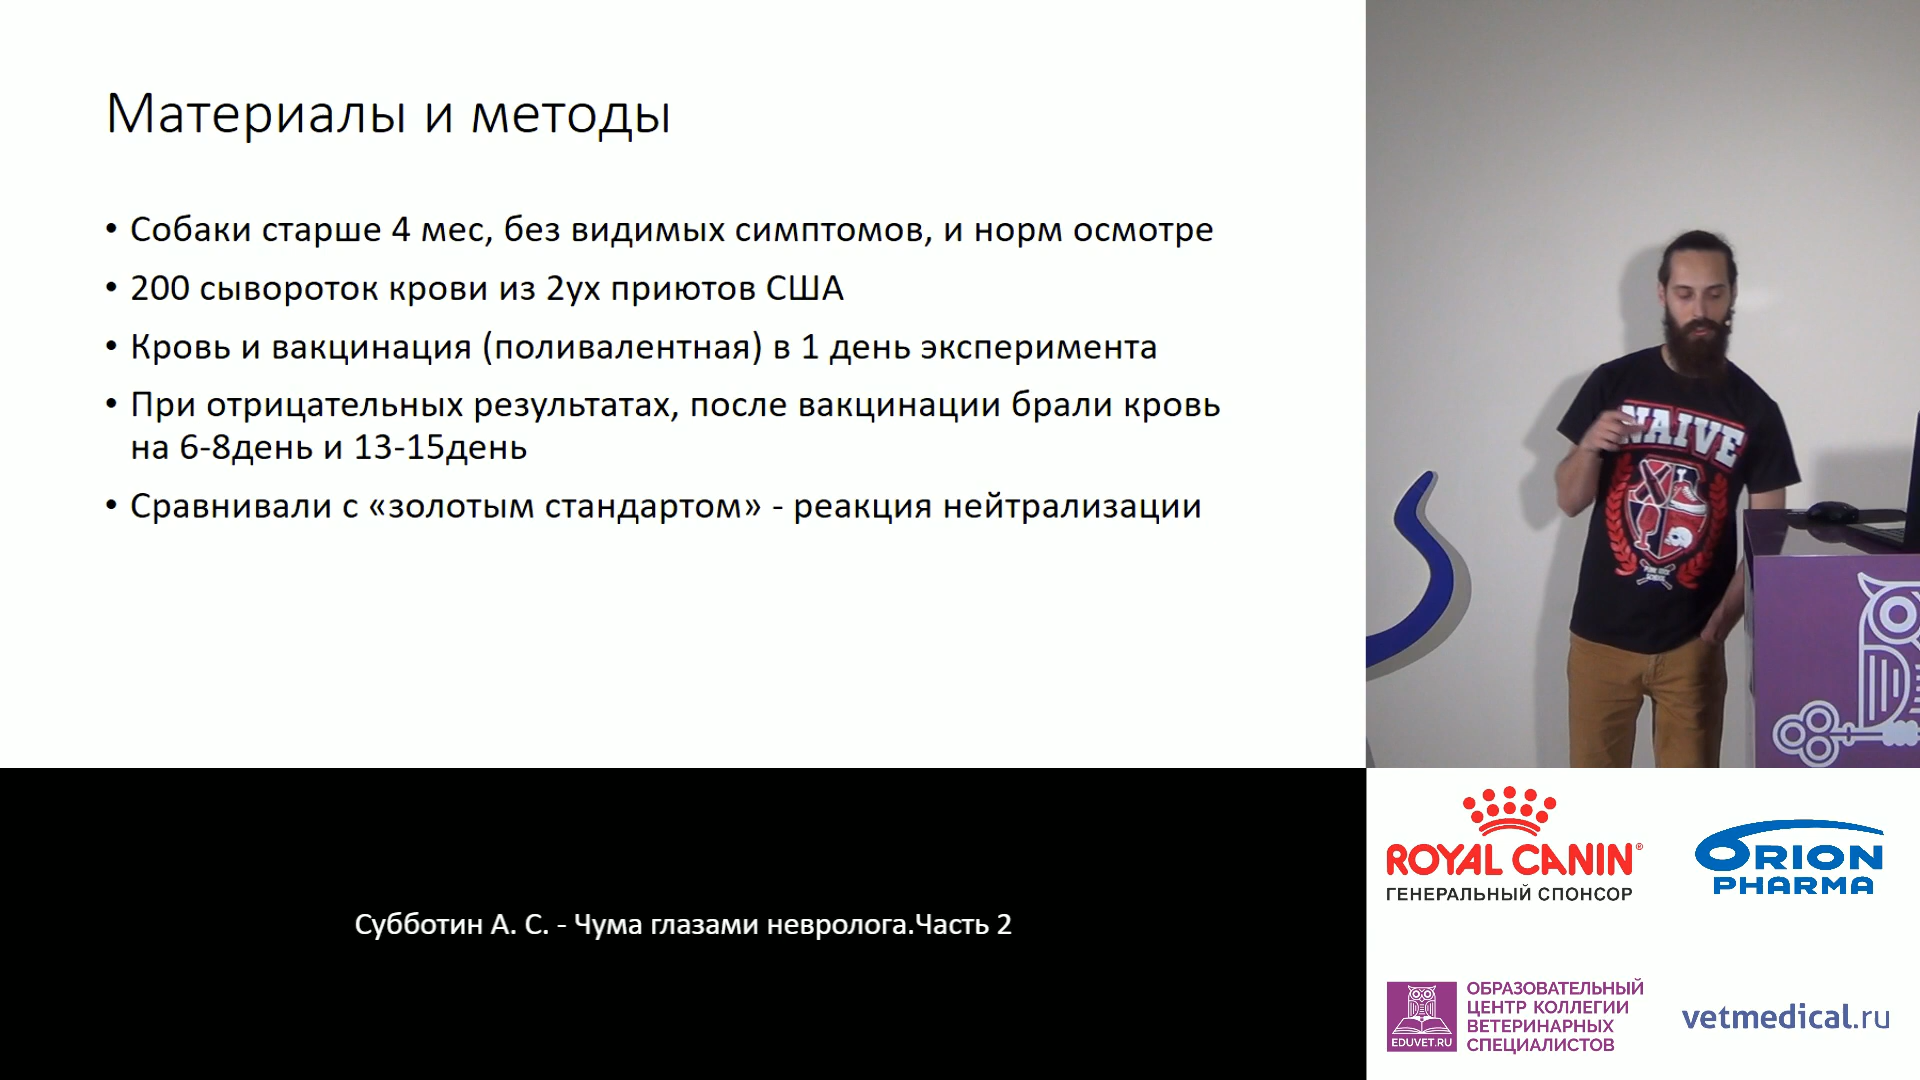 Материалы и методы
• Собаки старше 4 мес, без видимых симптомов, и норм осмотре
• 200 сывороток крови из 2ух приютов США
• Кровь и вакцинация (поливалентная) в 1 день эксперимента
• При отрицательных результатах, после вакцинации брали кровь
на 6-8день и 13-15день
• Сравнивали с «золотым стандартом» - реакция нейтрализации
NAIVE
PUNK ROCK
SCHOOL
Субботин А. С. - Чума глазами невролога.Часть 2
ROYAL CANIN®
ГЕНЕРАЛЬНЫЙ СПОНСОР
ORION
PHARMA
EDUVET.RU
ОБРАЗОВАТЕЛЬНЫЙ
ЦЕНТР КОЛЛЕГИИ
ВЕТЕРИНАРНЫХ
СПЕЦИАЛИСТОВ
vetmedical.ru